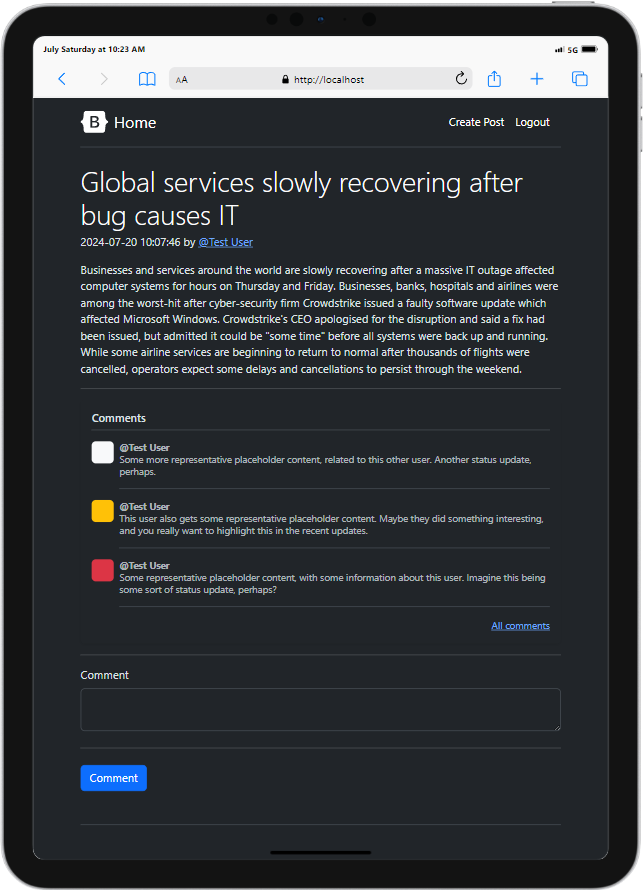 July Saturday at 10:23 AM
5G
AA
http://localhost
B Home
Create Post Logout
Global services slowly recovering after
bug causes IT
2024-07-20 10:07:46 by @Test User
Businesses and services around the world are slowly recovering after a massive IT outage affected
computer systems for hours on Thursday and Friday. Businesses, banks, hospitals and airlines were
among the worst-hit after cyber-security firm Crowdstrike issued a faulty software update which
affected Microsoft Windows. Crowdstrike's CEO apologised for the disruption and said a fix had
been issued, but admitted it could be "some time" before all systems were back up and running.
While some airline services are beginning to return to normal after thousands of flights were
cancelled, operators expect some delays and cancellations to persist through the weekend.
Comments
@Test User
Some more representative placeholder content, related to this other user. Another status update,
perhaps.
@Test User
This user also gets some representative placeholder content. Maybe they did something interesting,
and you really want to highlight this in the recent updates.
@Test User
Some representative placeholder content, with some information about this user. Imagine this being
some sort of status update, perhaps?
All comments
Comment
Comment